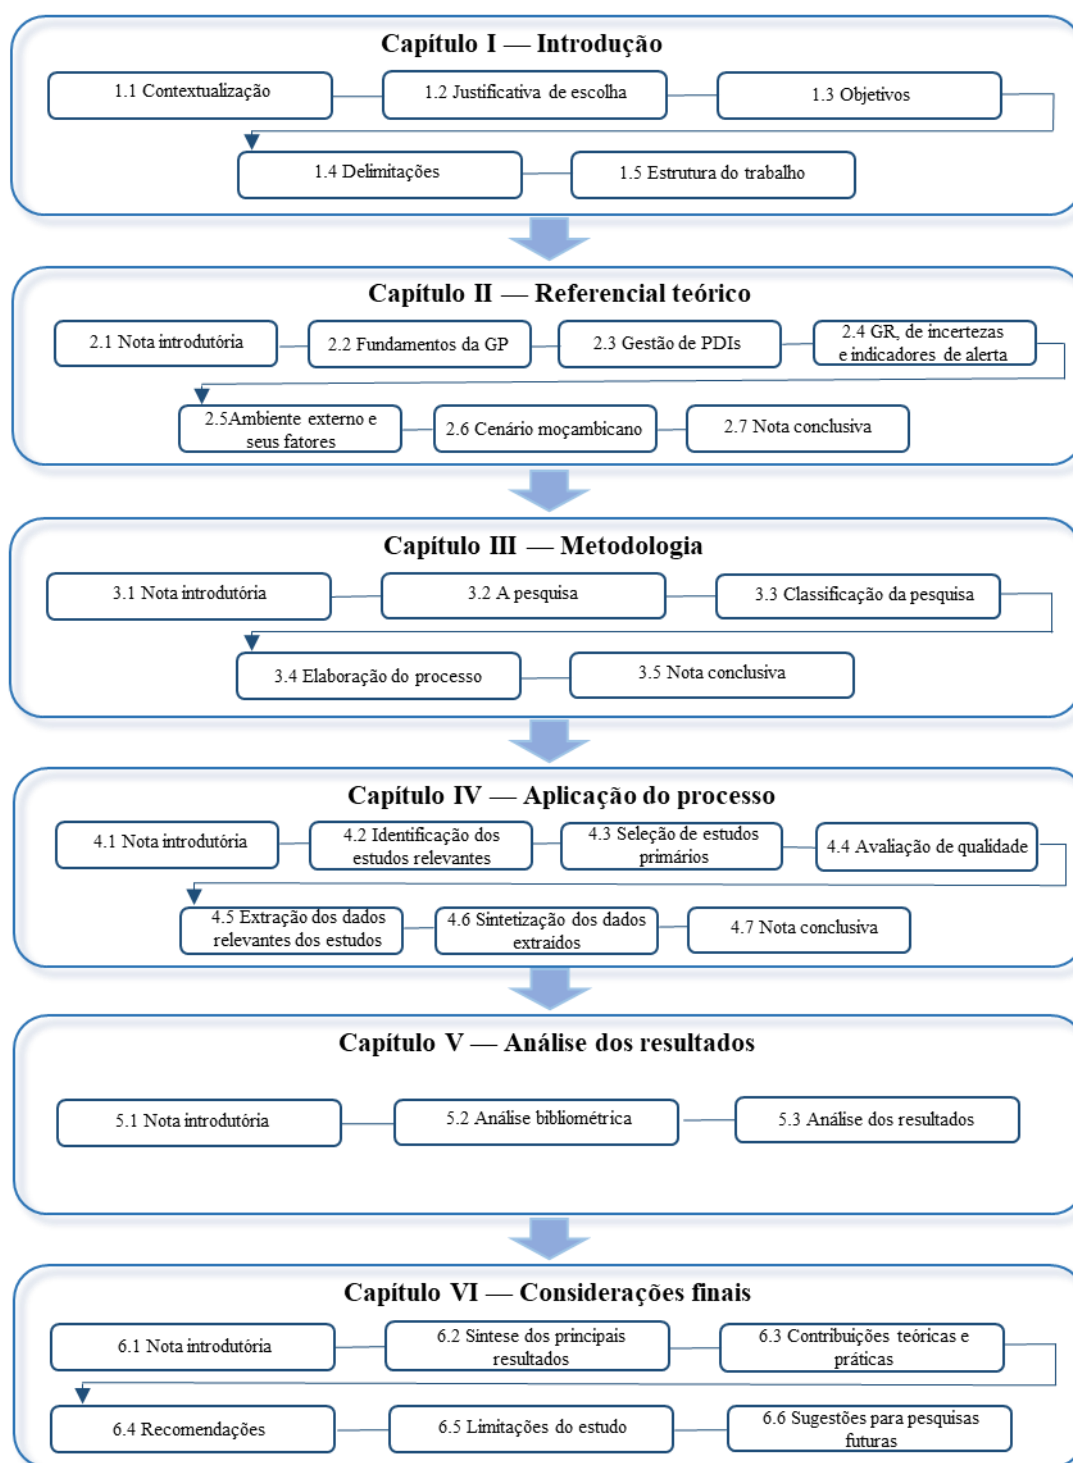 Capítulo I — Introdução
1.1 Contextualização
1.2 Justificativa de escolha
1.3 Objetivos
1.4 Delimitações
1.5 Estrutura do trabalho
Capítulo II — Referencial teórico
2.1 Nota introdutória
2.2 Fundamentos da GP
2.3 Gestão de PDIs
2.4 GR, de incertezas
e indicadores de alerta
2.5Ambiente externo e
seus fatores
2.6 Cenário moçambicano
2.7 Nota conclusiva
Capítulo III — Metodologia
3.1 Nota introdutória
3.2 A pesquisa
3.3 Classificação da pesquisa
3.4 Elaboração do processo
3.5 Nota conclusiva
Capítulo IV — Aplicação do processo
4.1 Nota introdutória
4.2 Identificação dos
estudos relevantes
4.3 Seleção de estudos
primários
4.4 Avaliação de qualidade
4.5 Extração dos dados
relevantes dos estudos
4.6 Sintetização dos dados
extraidos
4.7 Nota conclusiva
Capítulo V — Análise dos resultados
5.1 Nota introdutória
5.2 Análise bibliométrica
5.3 Análise dos resultados
Capítulo VI — Considerações finais
6.1 Nota introdutória
6.2 Sintese dos principais
resultados
6.3 Contribuições teóricas e
práticas
6.4 Recomendações
6.5 Limitações do estudo
6.6 Sugestões para pesquisas
futuras